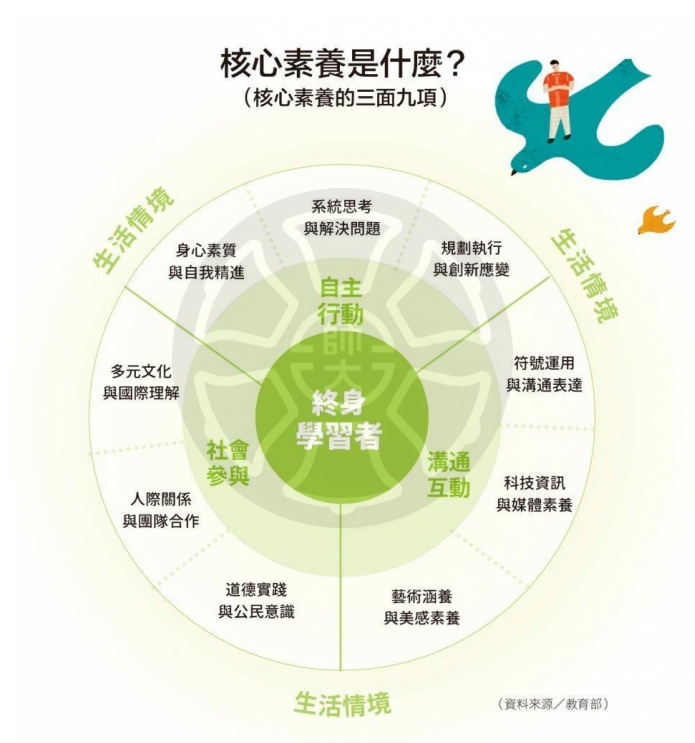 核心素養是什麼？
（核心素養的三面九項）
生活情境
生活情境
系統思考
與解決問題
身心素質
與自我精進
規劃執行
與創新應變
自主
行動
師大
多元文化
與國際理解
符號運用
與溝通表達
終身
學習者
社會
參與
溝通
互動
科技資訊
與媒體素養
人際關係
與團隊合作
道德實踐
與公民意識
藝術涵養
與美感素養
生活情境
（資料來源／教育部）